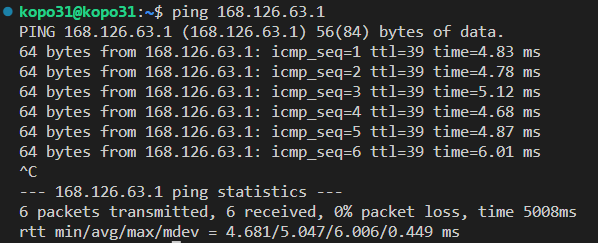 kopo31@kopo31:~$ ping 168.126.63.1
PING 168.126.63.1 (168.126.63.1) 56(84) bytes of data.
64 bytes from 168.126.63.1: icmp_seq=1 ttl=39 time=4.83 ms
64 bytes from 168.126.63.1: icmp_seq=2 ttl=39 time=4.78 ms
64 bytes from 168.126.63.1: icmp_seq=3 ttl=39 time=5.12 ms
64 bytes from 168.126.63.1: icmp_seq=4 ttl=39 time=4.68 ms
64 bytes from 168.126.63.1: icmp_seq=5 ttl=39 time=4.87 ms
64 bytes from 168.126.63.1: icmp_seq=6 ttl=39 time=6.01 ms
^C
--- 168.126.63.1 ping statistics ---
6 packets transmitted, 6 received, 0% packet loss, time 5008ms
rtt min/avg/max/mdev = 4.681/5.047/6.006/0.449 ms